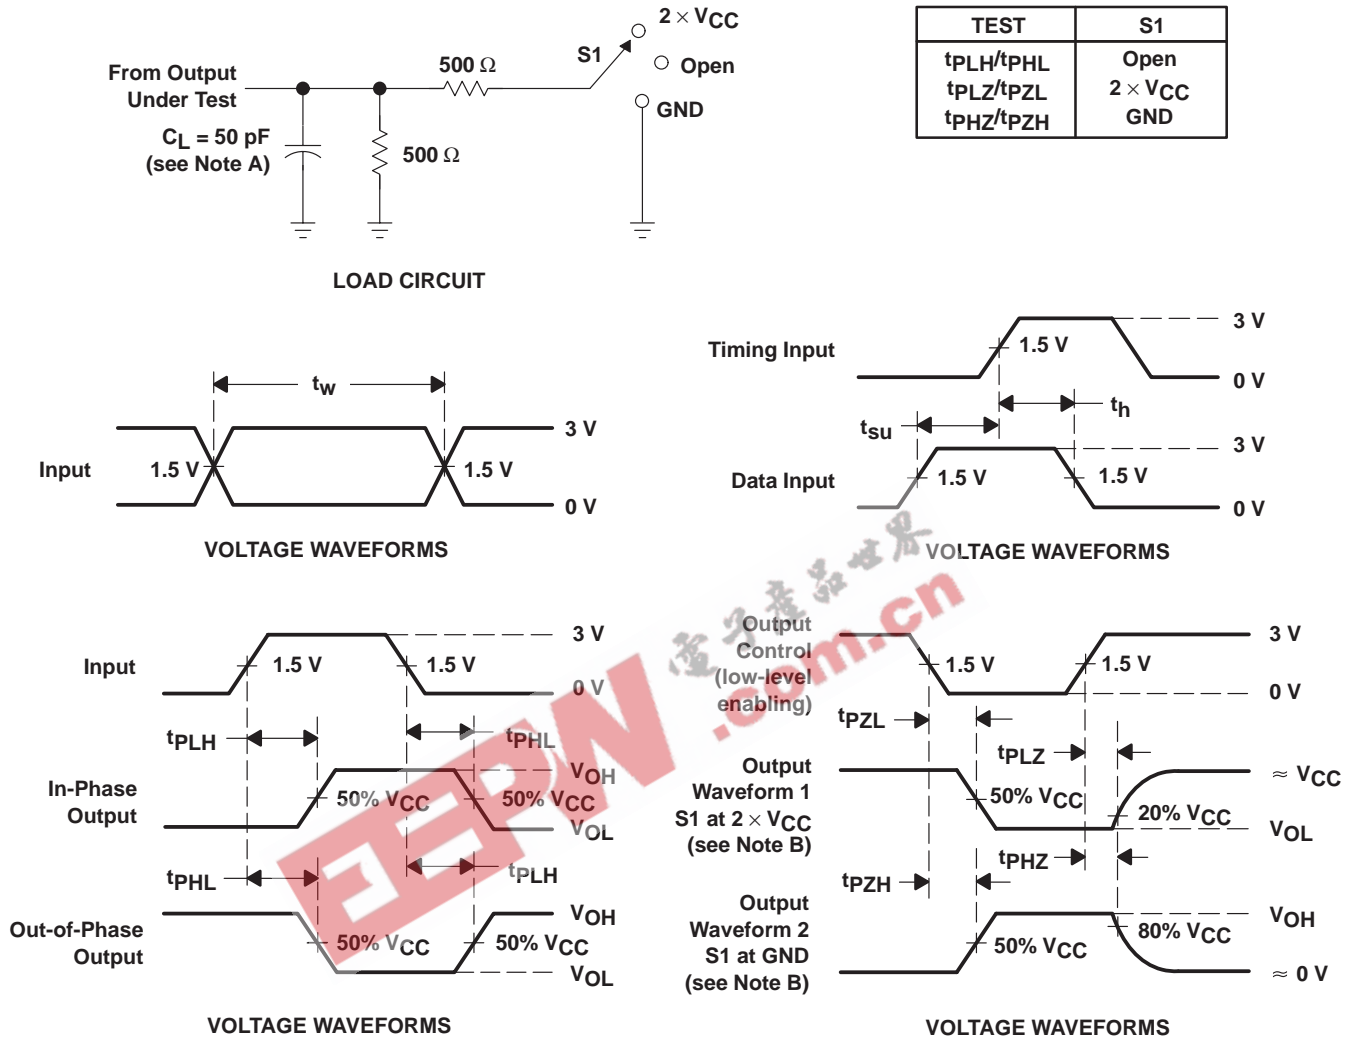 2 × VCC
S1
Open
GND
From Output
Under Test
500 Ω
CL = 50 pF
(see Note A)
500 Ω
LOAD CIRCUIT
TEST S1
tPLH/tPHL Open
tPLZ/tPZL 2 × VCC
tPHZ/tPZH GND
tw
3 V
Input 1.5 V 1.5 V
0 V
VOLTAGE WAVEFORMS
3 V
Timing Input 1.5 V
0 V
th
tsu
3 V
Data Input 1.5 V 1.5 V
0 V
VOLTAGE WAVEFORMS
3 V
Input 1.5 V 1.5 V
0 V
tPLH tPHL
VOH
In-Phase
Output
50% VCC 50% VCC
VOL
tPHL tPLH
VOH
Out-of-Phase
Output
50% VCC 50% VCC
VOL
VOLTAGE WAVEFORMS
Output
Control
(low-level
enabling)
3 V
1.5 V 1.5 V
0 V
tPZL
tPLZ
Output
Waveform 1
S1 at 2 × VCC
(see Note B)
≈ VCC
50% VCC 20% VCC
VOL
tPHZ
tPZH
Output
Waveform 2
S1 at GND
(see Note B)
VOH
50% VCC 80% VCC
≈ 0 V
VOLTAGE WAVEFORMS
EEPW
.com.cn
電子產品世界